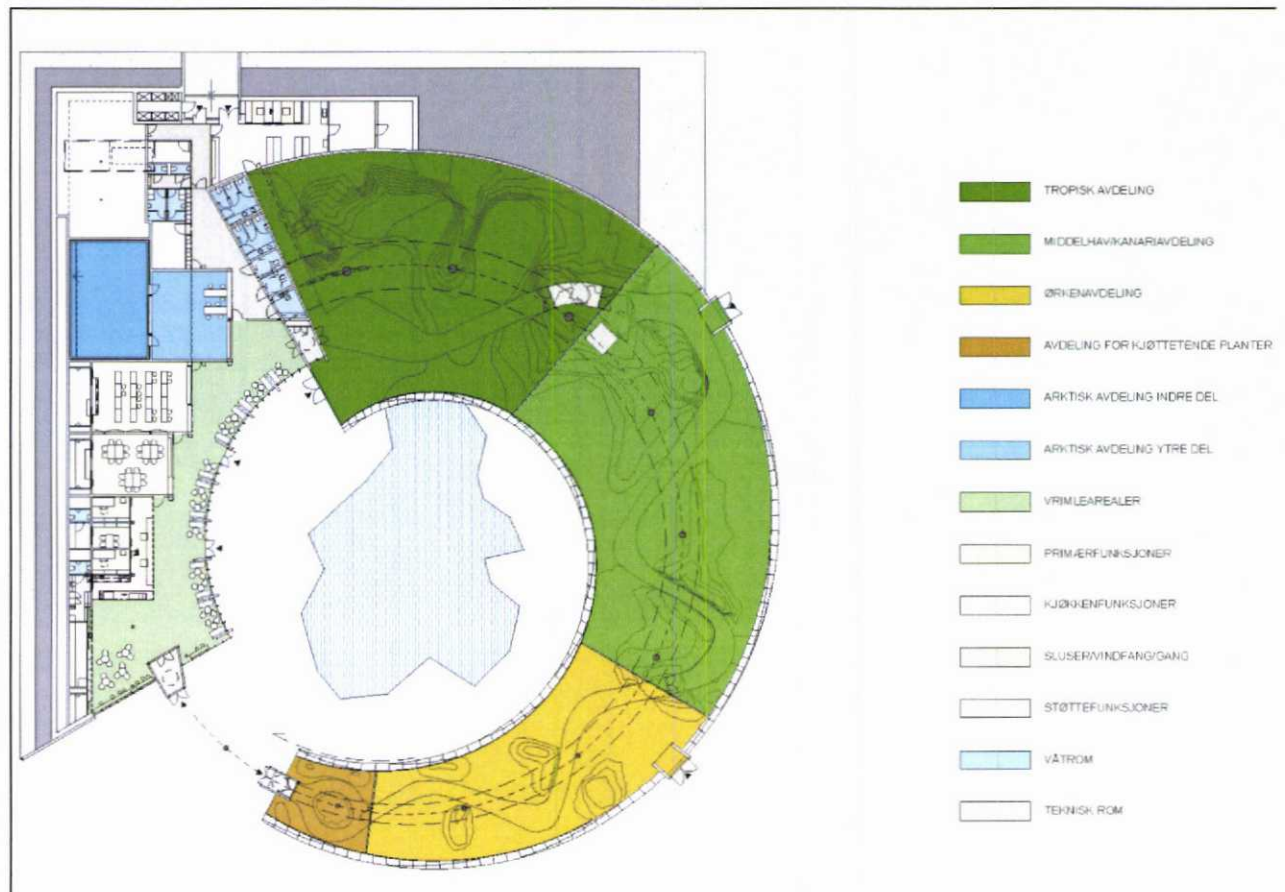 TROPISK AVDELING
MIDDELHAV/KANARIAVDELING
ØRKENAVDELING
AVDELING FOR KJØTTETENDE PLANTER
ARKTISK AVDELING INDRE DEL
ARKTISK AVDELING YTRE DEL
VRIMLEAREALER
PRIMÆRFUNKSJONER
KJØKKENFUNKSJONER
SLUSER/VINDFANG/GANG
STØTTEFUNKSJONER
VÅTROM
TEKNISK ROM